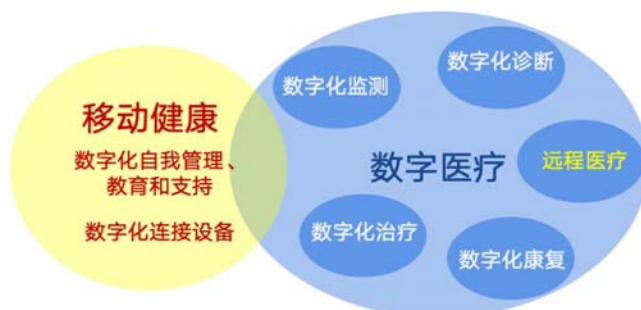 移动健康
数字化自我管理、
教育和支持
数字化连接设备
数字化监测
数字化诊断
数字医疗
远程医疗
数字化治疗
数字化康复